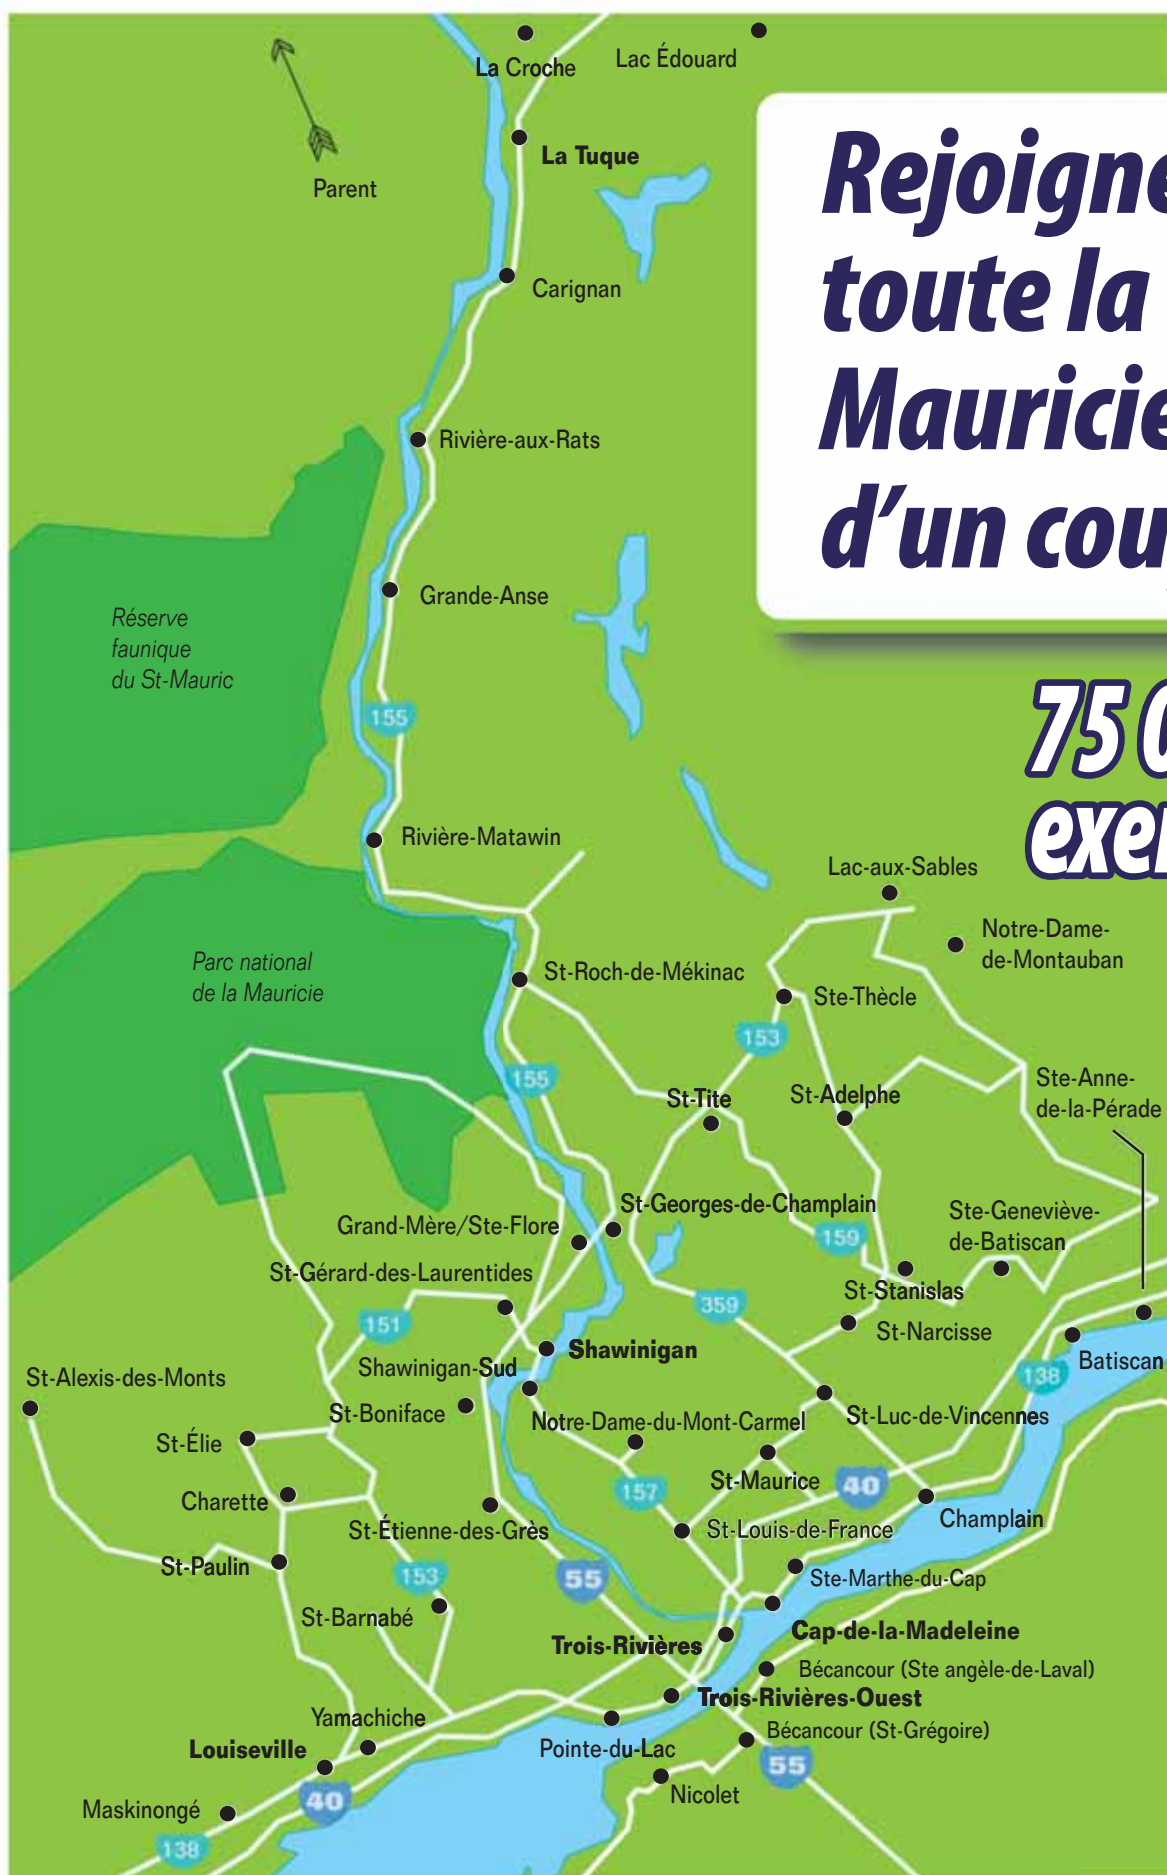 La Croche
Lac Édouard
La Tuque
Parent
Carignan
Rejoigne
toute la
Mauricie
d'un cou
Rivière-aux-Rats
Grande-Anse
Réserve
faunique
du St-Mauric
155
75 0
exem
Rivière-Matawin
Lac-aux-Sables
Notre-Dame-
de-Montauban
Parc national
de la Mauricie
St-Roch-de-Mékinac
Ste-Thècle
153
155
St-Tite
St-Adelphe
Ste-Anne-
de-la-Pérade
St-Georges-de-Champlain
Grand-Mère/Ste-Flore
Ste-Geneviève-
de-Batiscan
159
St-Gérard-des-Laurentides
St-Stanislas
359
151
St-Narcisse
Shawinigan
Batiscan
Shawinigan-Sud
138
St-Alexis-des-Monts
St-Boniface
Notre-Dame-du-Mont-Carmel
St-Luc-de-Vincennes
St-Élie
St-Maurice
40
157
Charette
Champlain
St-Étienne-des-Grès
St-Louis-de-France
St-Paulin
153
55
Ste-Marthe-du-Cap
St-Barnabé
Cap-de-la-Madeleine
Trois-Rivières
Bécancour (Ste angèle-de-Laval)
Trois-Rivières-Ouest
Yamachiche
Bécancour (St-Grégoire)
Louiseville
Pointe-du-Lac
55
Nicolet
40
Maskinongé
138